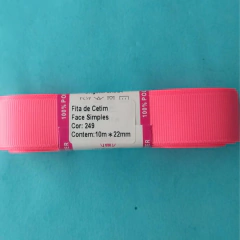 100% PO
Fita de Cetim
Face Simples
Cor: 249
Contem:10m*22mm